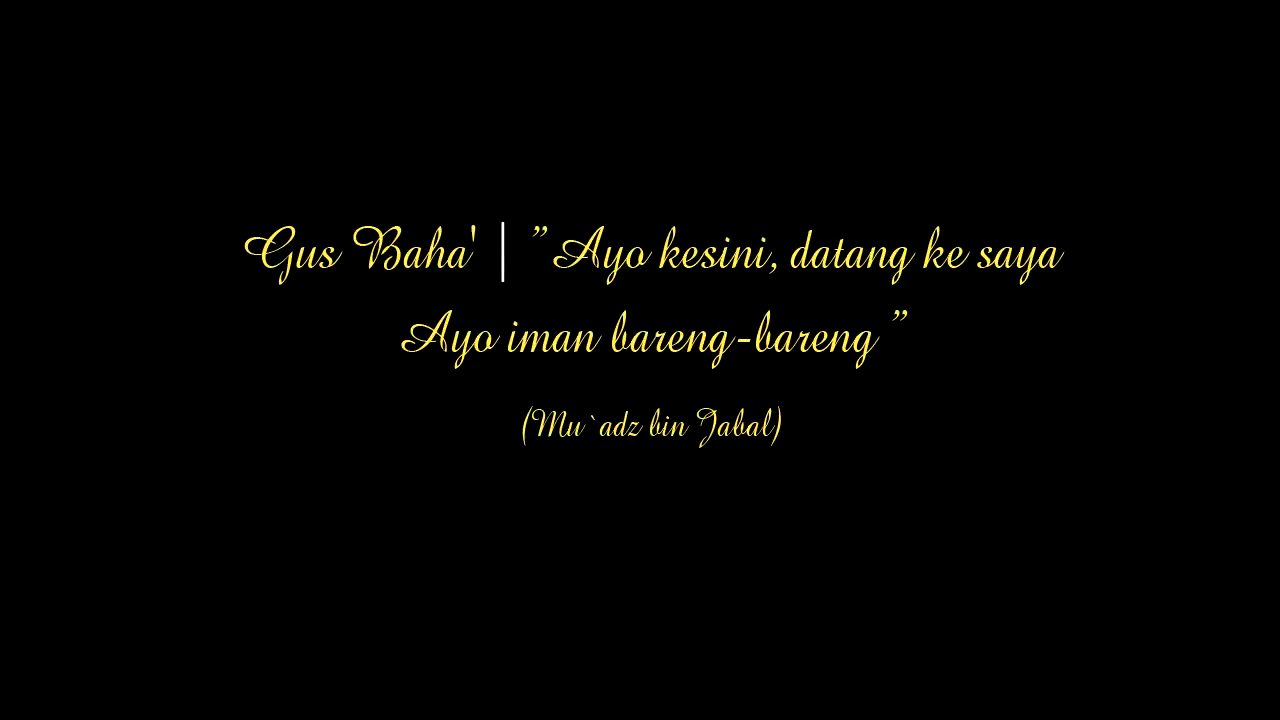 Gus Baha' | "Ayo kesini, datang ke saya
Ayo iman bareng-bareng "
(Mu`adz bin Jabal)